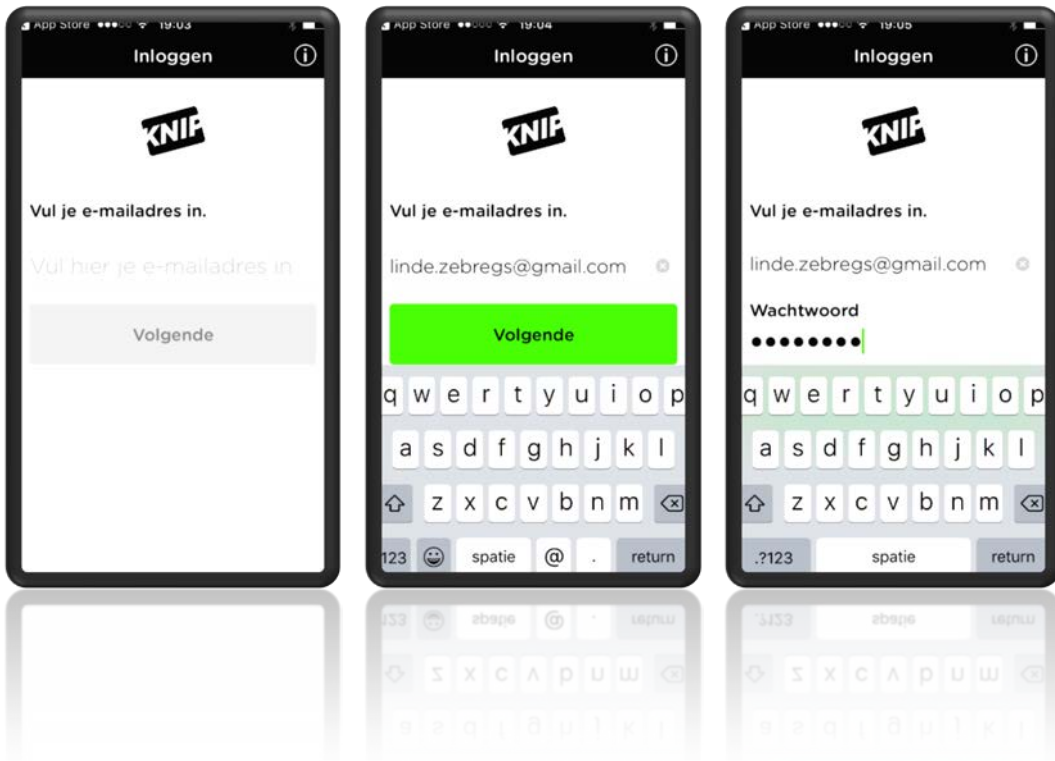 App Store 19:03
Inloggen
KNIP
Vul je e-mailadres in.
Vul hier je e-mailadres in
Volgende
App Store 19:04
Inloggen
KNIP
Vul je e-mailadres in.
linde.zebregs@gmail.com
Volgende
q w e r t y u i o p
a s d f g h j k l
z x c v b n m
123 spatie @ . return
App Store 19:05
Inloggen
KNIP
Vul je e-mailadres in.
linde.zebregs@gmail.com
Wachtwoord
●●●●●●●●
q w e r t y u i o p
a s d f g h j k l
z x c v b n m
.?123 spatie return